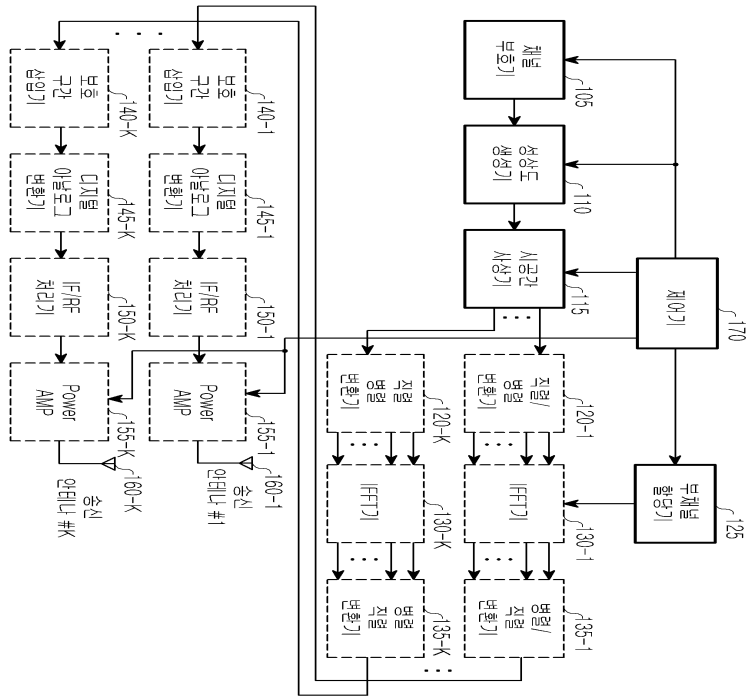 105
채널
부호기
110
성상도
생성기
115
시공간
사상기
170
제어기
125
부채널
할당기
120-1
직렬/
병렬
변환기
130-1
IFFT기
135-1
병렬/
직렬
변환기
120-K
직렬
병렬
변환기
130-K
IFFT기
135-K
병렬
직렬
변환기
140-1
보호
구간
삽입기
145-1
디지털
아날로그
변환기
150-1
IF/RF
처리기
155-1
Power
AMP
160-1
송신
안테나 #1
140-K
보호
구간
삽입기
145-K
디지털
아날로그
변환기
150-K
IF/RF
처리기
155-K
Power
AMP
160-K
송신
안테나 #K